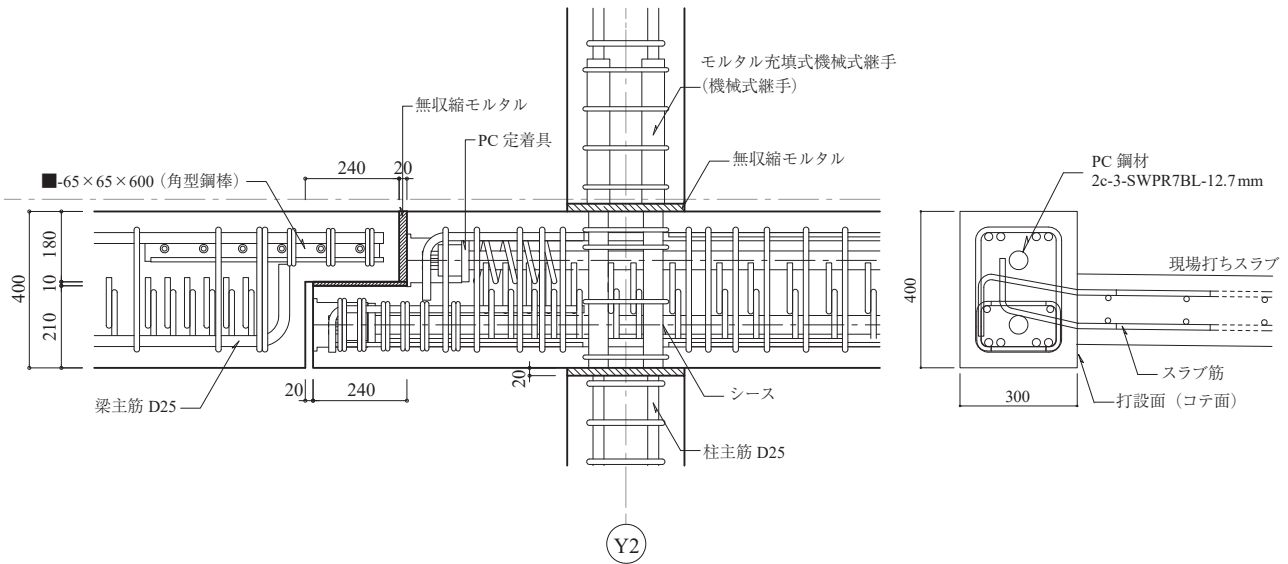 モルタル充填式機械式継手
(機械式継手)
無収縮モルタル
PC 定着具
無収縮モルタル
PC 鋼材
2c-3-SWPR7BL-12.7mm
■-65×65×600(角型鋼棒)
240
20
400
180
10
210
20
240
20
梁主筋 D25
シース
柱主筋 D25
Y2
400
300
現場打ちスラブ
スラブ筋
打設面(コテ面)